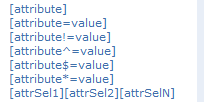 [attribute]
[attribute=value]
[attribute!=value]
[attribute^=value]
[attribute$=value]
[attribute*=value]
[attrSel1][attrSel2][attrSelN]